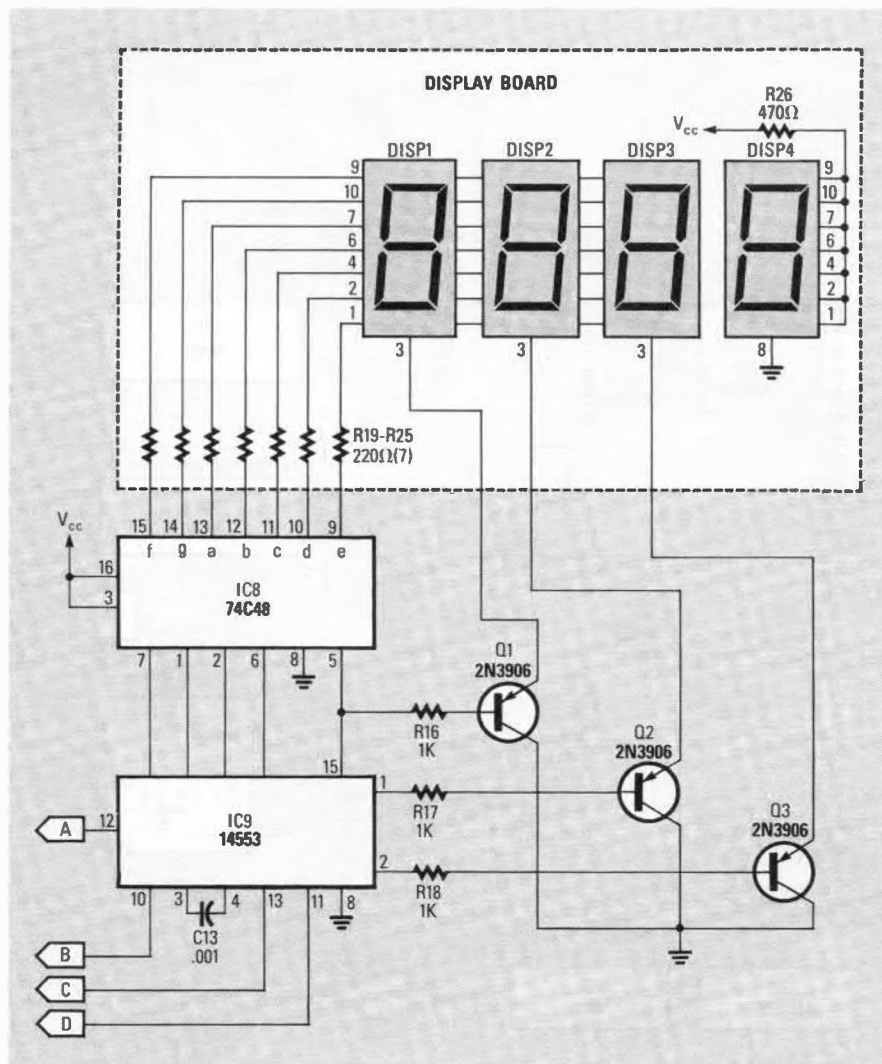 DISPLAY BOARD
R26
470Ω
Vcc
DISP1 DISP2 DISP3 DISP4
9 9
10 10
7 7
6 6
4 4
2 2
1 1
3 3 3 8
R19-R25
220Ω(7)
Vcc
15 14 13 12 11 10 9
f g a b c d e
16
3
IC8
74C48
7 1 2 6 8 5
Q1
2N3906
R16
1K
Q2
2N3906
15
1
A 12
IC9
14553
R17
1K
Q3
2N3906
2
R18
1K
10 3 4 13 11 8
C13
.001
B
C
D